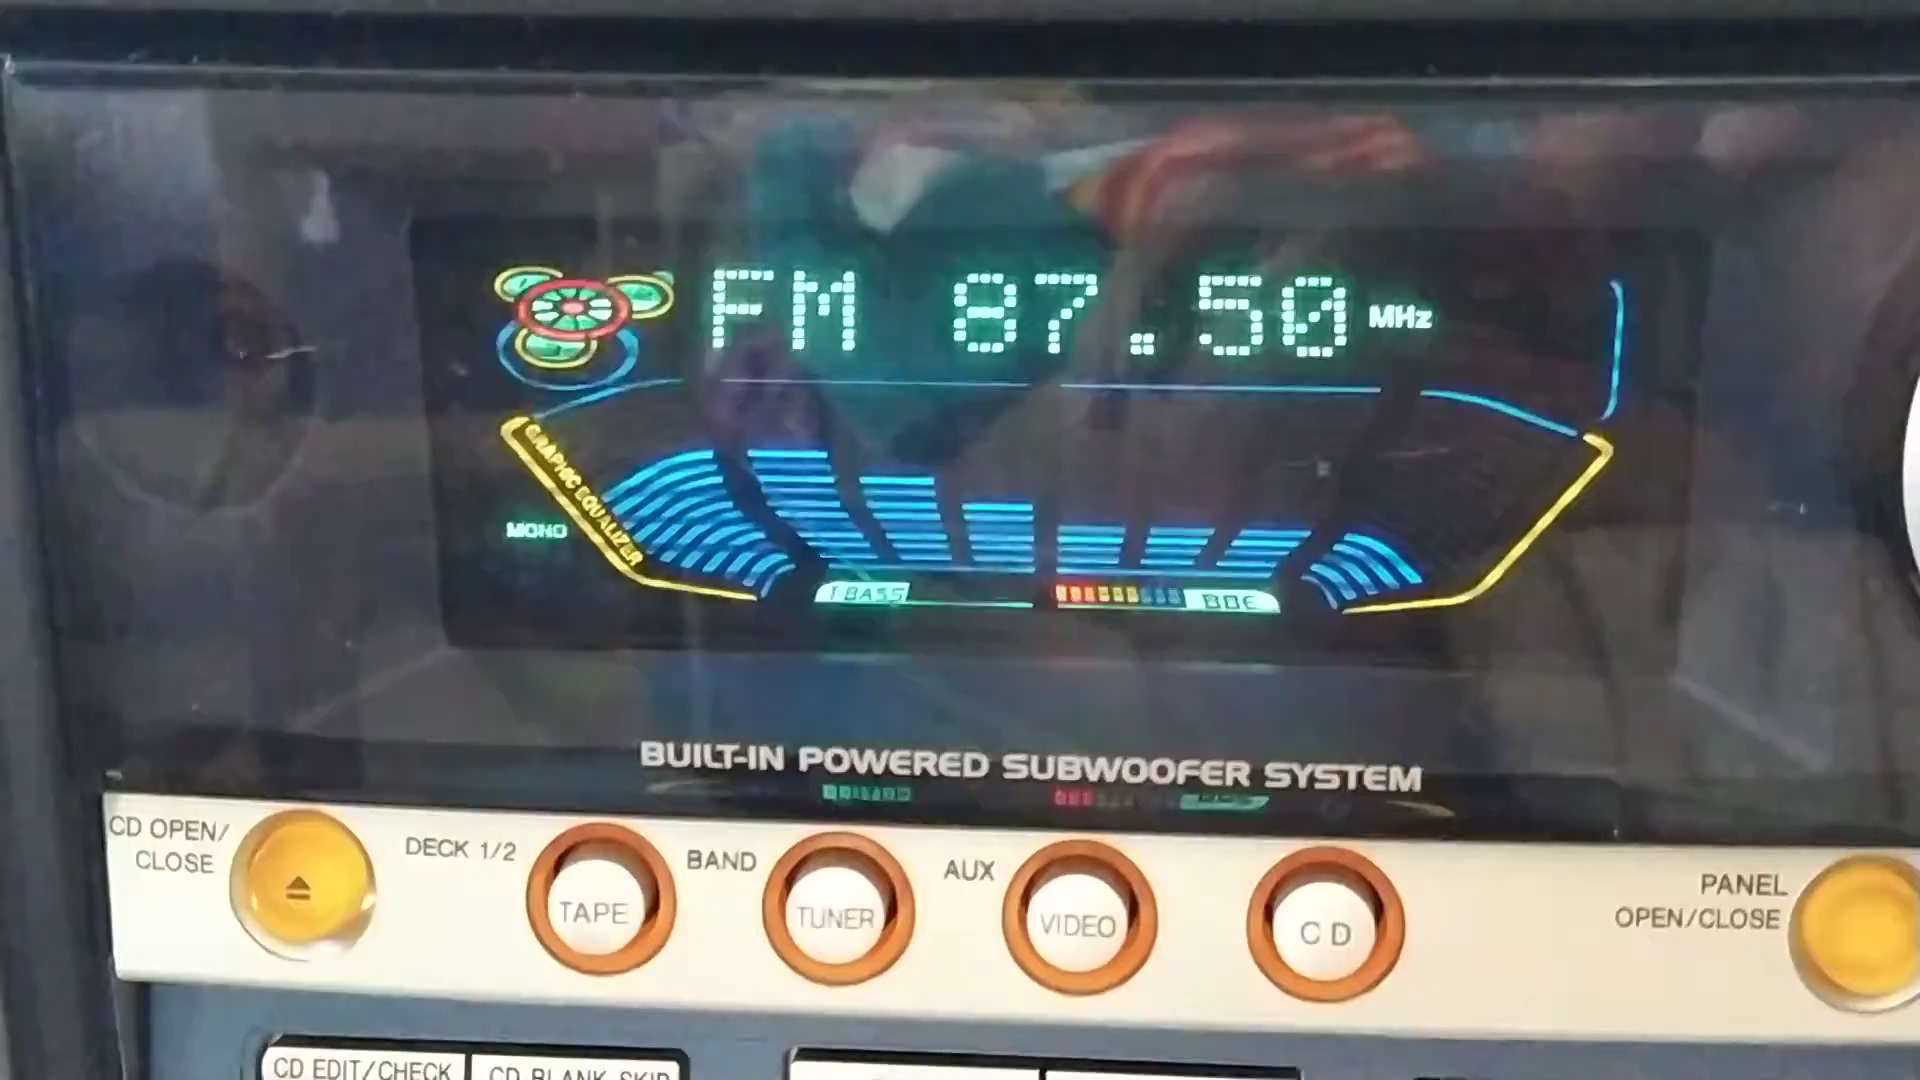 FM 87.50 MHz
GRAPHIC EQUALIZER
MONO
T-BASS
BBE
BUILT-IN POWERED SUBWOOFER SYSTEM
CD OPEN/
CLOSE
DECK 1/2
TAPE
BAND
TUNER
AUX
VIDEO
CD
PANEL
OPEN/CLOSE
CD EDIT/CHECK
CD BLANK SKIP